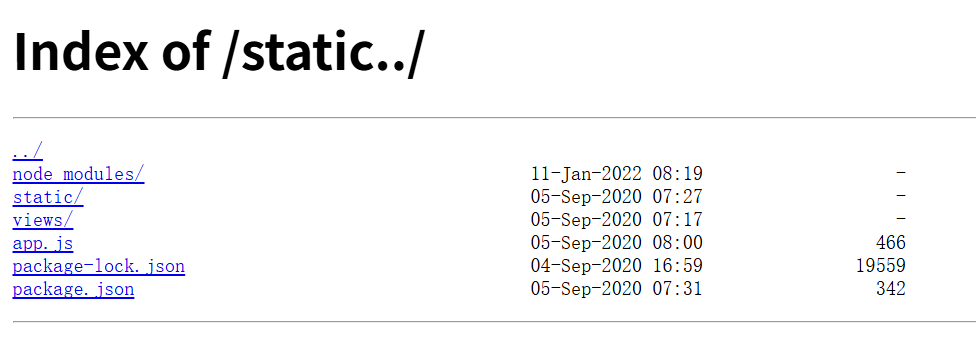 Index of /static../
../
node_modules/ 11-Jan-2022 08:19 -
static/ 05-Sep-2020 07:27 -
views/ 05-Sep-2020 07:17 -
app.js 05-Sep-2020 08:00 466
package-lock.json 04-Sep-2020 16:59 19559
package.json 05-Sep-2020 07:31 342